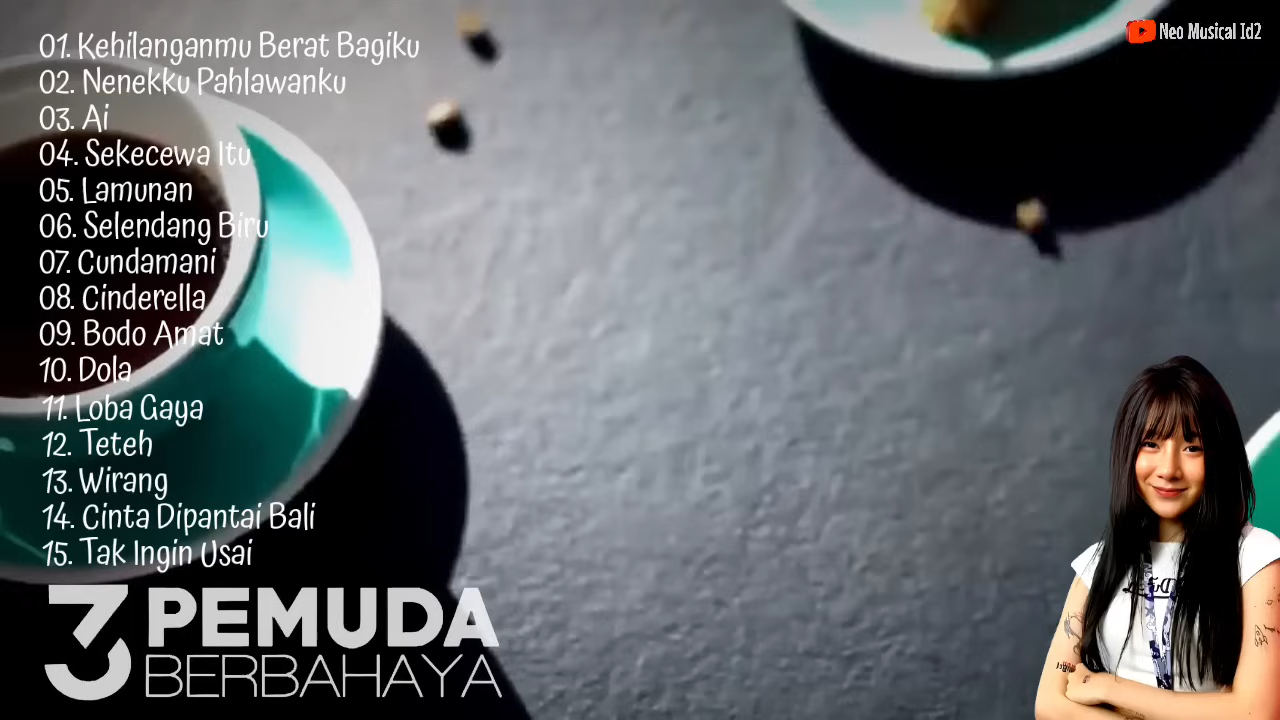 01. Kehilanganmu Berat Bagiku
02. Nenekku Pahlawanku
03. Ai
04. Sekecewa Itu
05. Lamunan
06. Selendang Biru
07. Cundamani
08. Cinderella
09. Bodo Amat
10. Dola
11. Loba Gaya
12. Teteh
13. Wirang
14. Cinta Dipantai Bali
15. Tak Ingin Usai
3 PEMUDA
BERBAHAYA
Neo Musical Id2